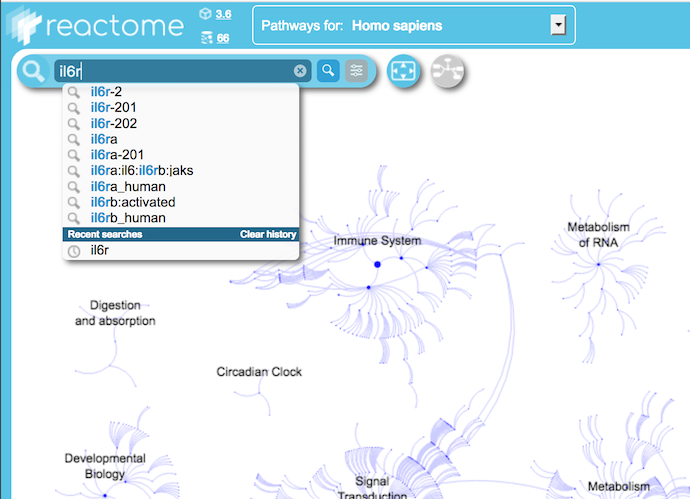 reactome
3.6
66
Pathways for: Homo sapiens
il6r
il6r-2
il6r-201
il6r-202
il6ra
il6ra-201
il6ra:il6:il6rb:jaks
il6ra_human
il6rb:activated
il6rb_human
Recent searches Clear history
il6r
Immune System
Metabolism
of RNA
Digestion
and absorption
Circadian Clock
Developmental
Biology
Signal
Transduction
Metabolism